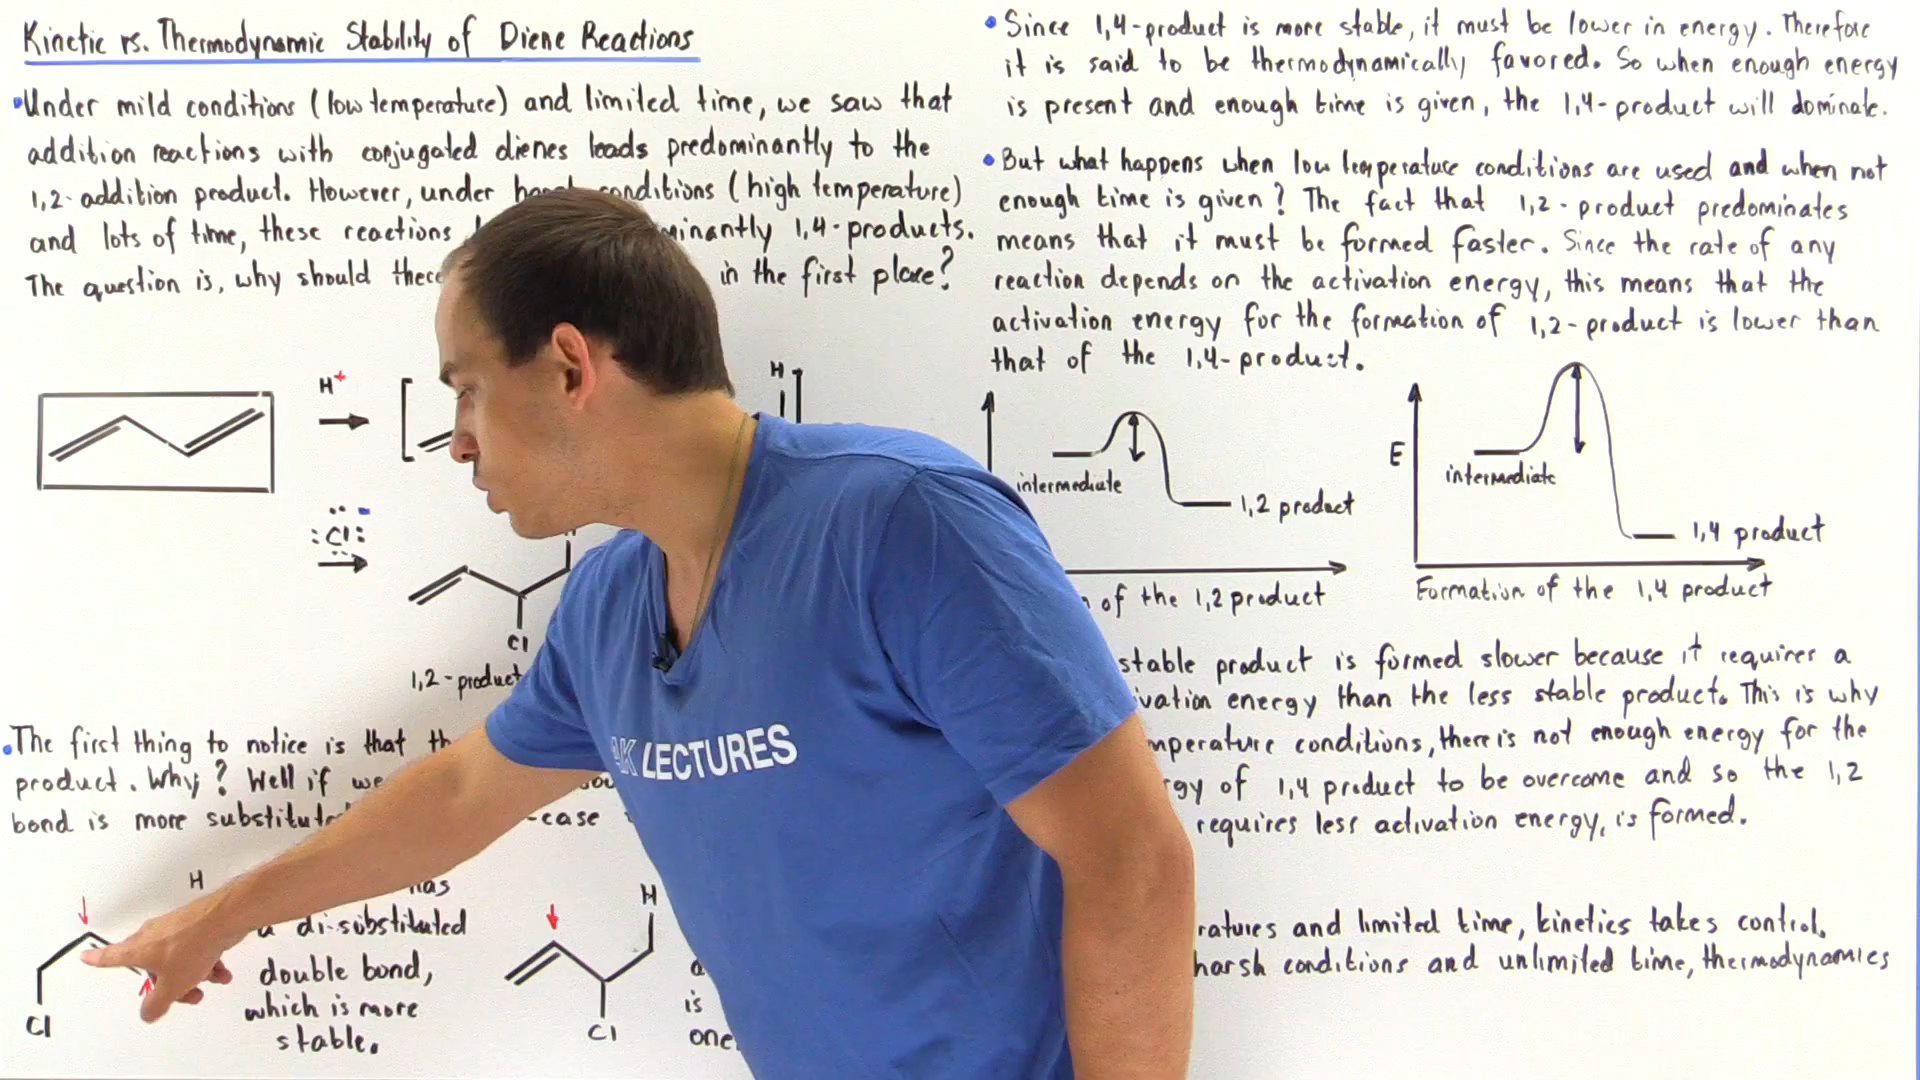 Kinetic vs. Thermodynamic Stability of Diene Reactions
•Under mild conditions (low temperature) and limited time, we saw that
addition reactions with conjugated dienes leads predominantly to the
1,2-addition product. However, under conditions (high temperature)
and lots of time, these reactions 1,4-products.
The question is, why should there in the first place?
H+
H
:Cl:-
Cl
1,2-product
•The first thing to notice is that
product. Why? Well if we
bond is more substituted -case
H
has
a di-substituted
double bond,
which is more
stable.
Cl
H
Cl
a
is
one.
•Since 1,4-product is more stable, it must be lower in energy. Therefore
it is said to be thermodynamically favored. So when enough energy
is present and enough time is given, the 1,4-product will dominate.
•But what happens when low temperature conditions are used and when not
enough time is given? The fact that 1,2-product predominates
means that it must be formed faster. Since the rate of any
reaction depends on the activation energy, this means that the
activation energy for the formation of 1,2-product is lower than
that of the 1,4-product.
intermediate
1,2 product
of the 1,2 product
E
intermediate
1,4 product
Formation of the 1,4 product
stable product is formed slower because it requires a
energy than the less stable product. This is why
conditions, there is not enough energy for the
of 1,4 product to be overcome and so the 1,2
requires less activation energy, is formed.
and limited time, kinetics takes control.
harsh conditions and unlimited time, thermodynamics
LECTURES